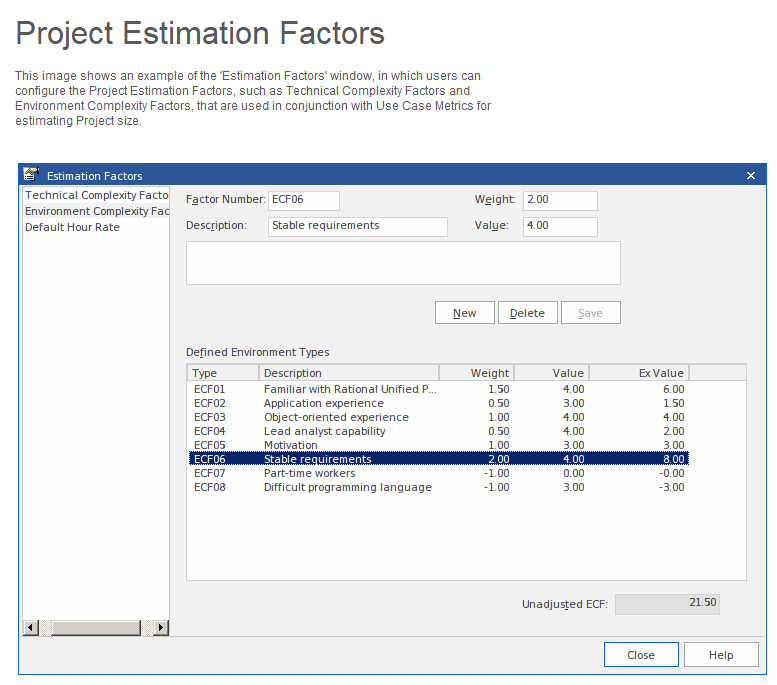 Project Estimation Factors
This image shows an example of the 'Estimation Factors' window, in which users can
configure the Project Estimation Factors, such as Technical Complexity Factors and
Environment Complexity Factors, that are used in conjunction with Use Case Metrics for
estimating Project size.
Estimation Factors
Technical Complexity Facto
Environment Complexity Fac
Default Hour Rate
Factor Number: ECF06 Weight: 2.00
Description: Stable requirements Value: 4.00
New Delete Save
Defined Environment Types
Type Description Weight Value Ex Value
ECF01 Familiar with Rational Unified P... 1.50 4.00 6.00
ECF02 Application experience 0.50 3.00 1.50
ECF03 Object-oriented experience 1.00 4.00 4.00
ECF04 Lead analyst capability 0.50 4.00 2.00
ECF05 Motivation 1.00 3.00 3.00
ECF06 Stable requirements 2.00 4.00 8.00
ECF07 Part-time workers -1.00 0.00 -0.00
ECF08 Difficult programming language -1.00 3.00 -3.00
Unadjusted ECF: 21.50
Close Help